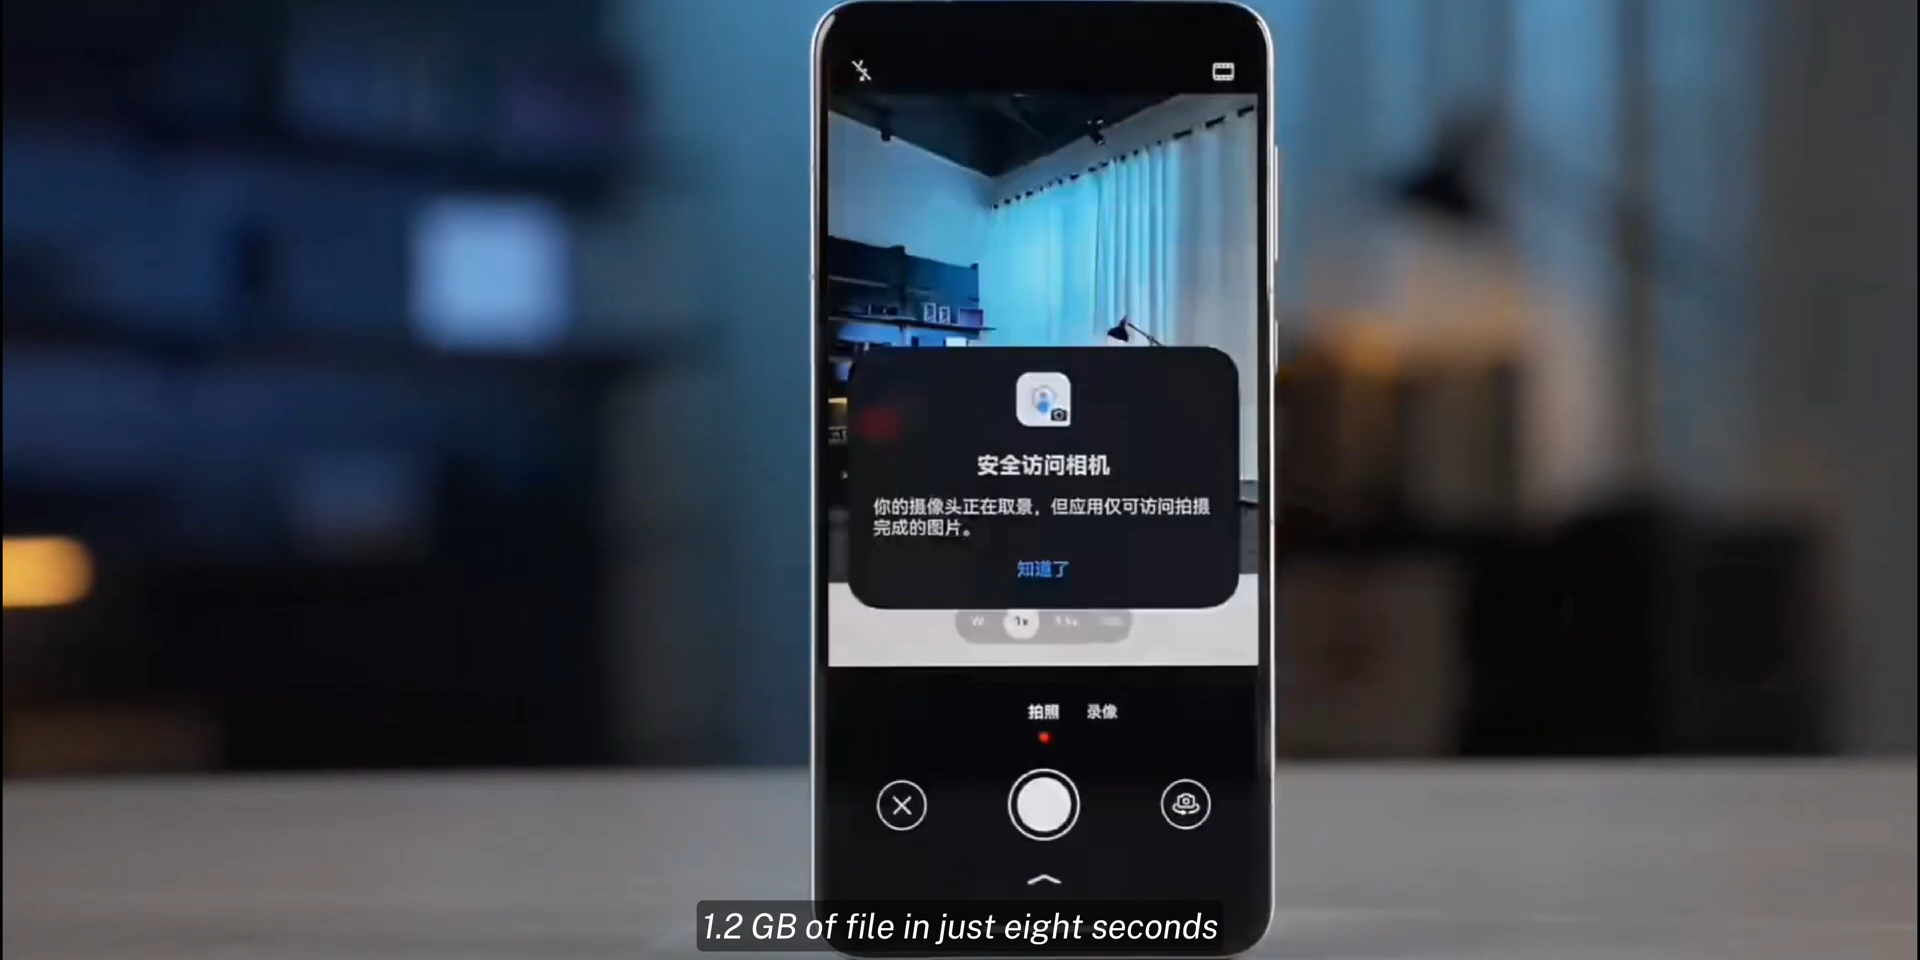 安全访问相机
你的摄像头正在取景，但应用仅可访问拍摄
完成的图片。
知道了
W 1x
拍照 录像
1.2 GB of file in just eight seconds